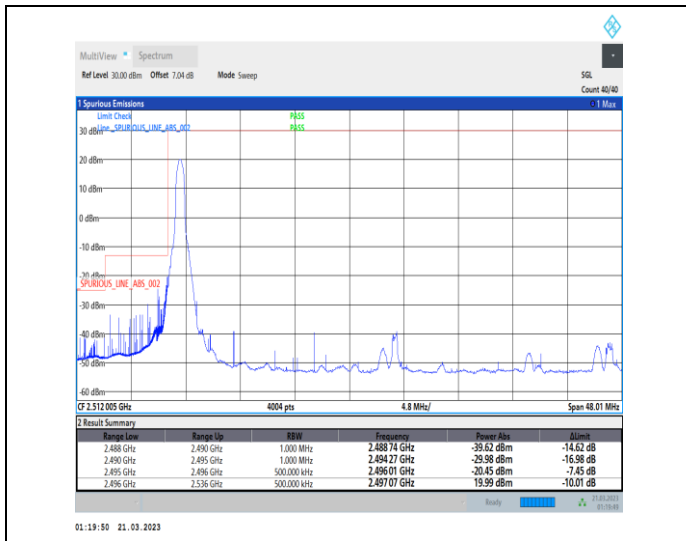 MultiView Spectrum
Ref Level 30.00 dBm Offset 7.04 dB Mode Sweep SGL
Count 40/40
1 Spurious Emissions 1 Max
Limit Check PASS
Line _SPURIOUS_LINE_ABS_002 PASS
30 dBm
20 dBm
10 dBm
0 dBm
-10 dBm
-20 dBm
SPURIOUS_LINE_ABS_002
-30 dBm
-40 dBm
-50 dBm
-60 dBm
CF 2.512 005 GHz 4004 pts 4.8 MHz/ Span 48.01 MHz
2 Result Summary
Range Low Range Up RBW Frequency Power Abs ΔLimit
2.488 GHz 2.490 GHz 1.000 MHz 2.488 74 GHz -39.62 dBm -14.62 dB
2.490 GHz 2.495 GHz 1.000 MHz 2.494 27 GHz -29.98 dBm -16.98 dB
2.495 GHz 2.496 GHz 500.000 kHz 2.496 01 GHz -20.45 dBm -7.45 dB
2.496 GHz 2.536 GHz 500.000 kHz 2.497 07 GHz 19.99 dBm -10.01 dB
Ready 21.03.2023
01:19:49
01:19:50 21.03.2023